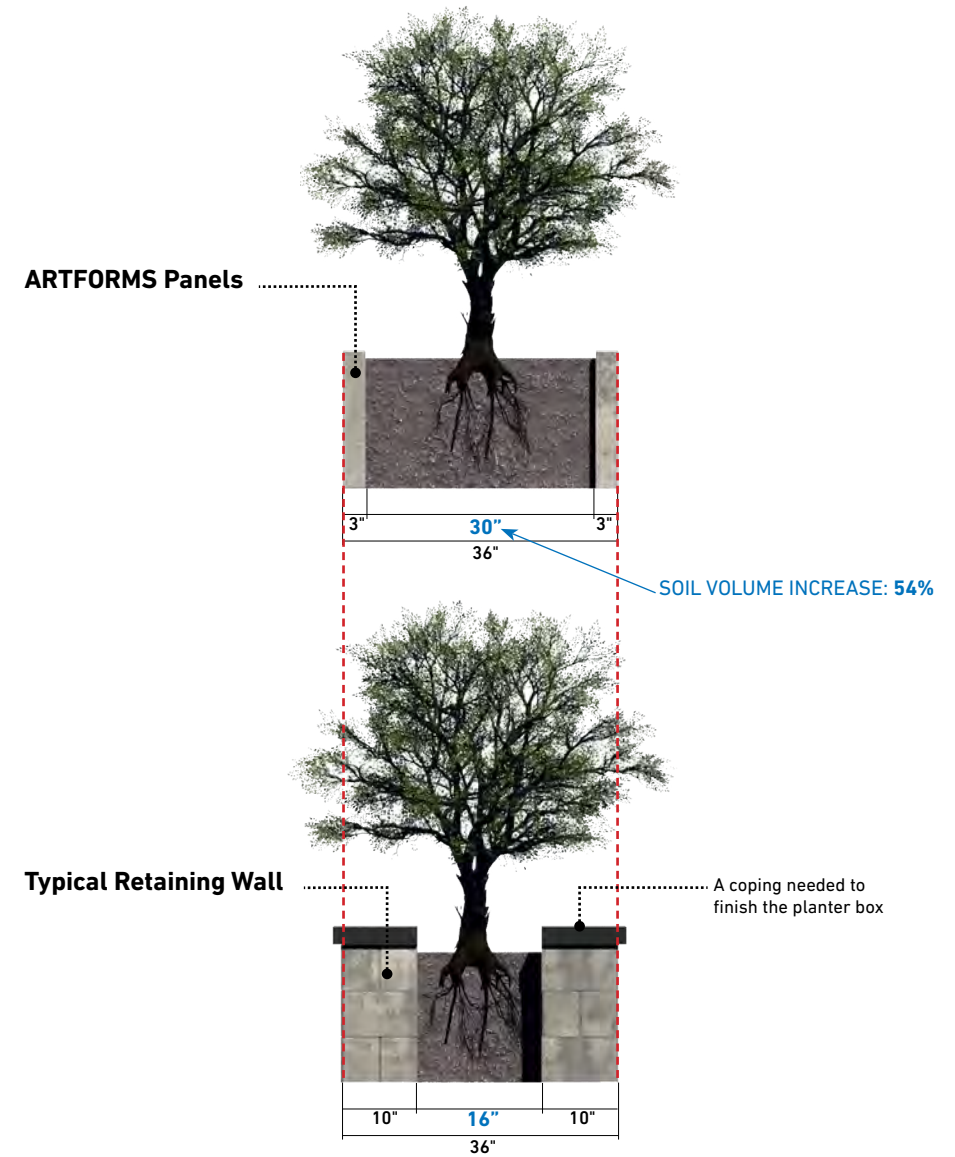 ARTFORMS Panels
3" 30” 3"
36"
SOIL VOLUME INCREASE: 54%
Typical Retaining Wall
A coping needed to
finish the planter box
10" 16” 10"
36"